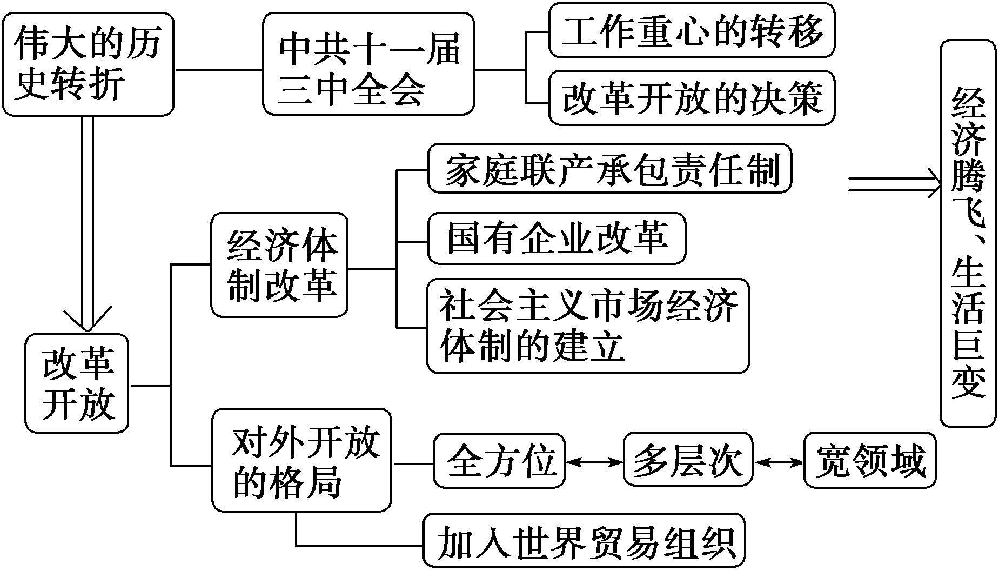 伟大的历
史转折
中共十一届
三中全会
工作重心的转移
改革开放的决策
改革
开放
经济体
制改革
家庭联产承包责任制
国有企业改革
社会主义市场经济
体制的建立
对外开放
的格局
全方位
多层次
宽领域
加入世界贸易组织
经济腾飞、生活巨变